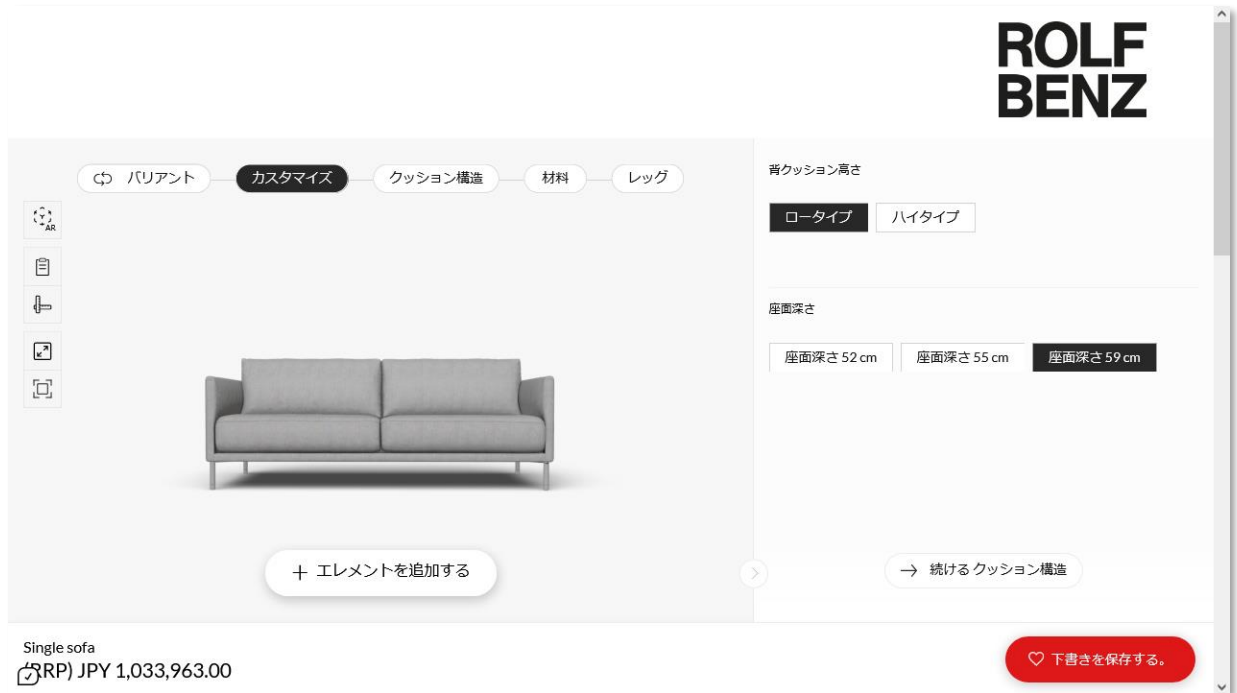 ROLF
BENZ
バリアント
カスタマイズ
クッション構造
材料
レッグ
AR
背クッション高さ
ロータイプ
ハイタイプ
座面深さ
座面深さ 52 cm
座面深さ 55 cm
座面深さ 59 cm
+ エレメントを追加する
→ 続ける クッション構造
Single sofa
(RRP) JPY 1,033,963.00
♡ 下書きを保存する。